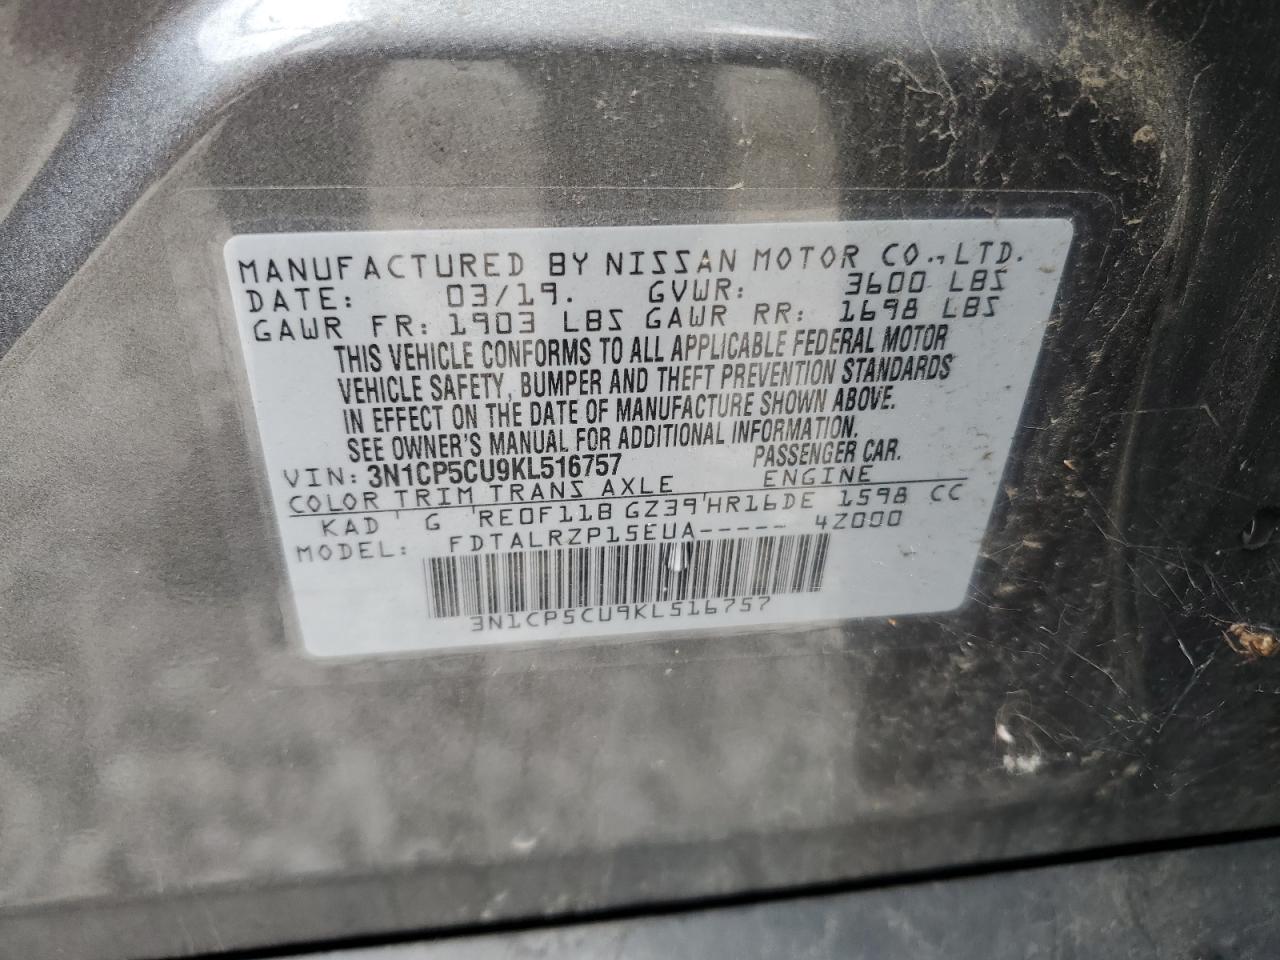 MANUFACTURED BY NISSAN MOTOR CO., LTD.
DATE: 03/19. GVWR: 3600 LBS
GAWR FR: 1903 LBS GAWR RR: 1698 LBS
THIS VEHICLE CONFORMS TO ALL APPLICABLE FEDERAL MOTOR
VEHICLE SAFETY, BUMPER AND THEFT PREVENTION STANDARDS
IN EFFECT ON THE DATE OF MANUFACTURE SHOWN ABOVE.
SEE OWNER'S MANUAL FOR ADDITIONAL INFORMATION.
VIN: 3N1CP5CU9KL516757 PASSENGER CAR.
COLOR TRIM TRANS AXLE ENGINE
KAD G RE0F11B GZ39 HR16DE 1598 CC
MODEL: FDTALRZP15EUA----- 4Z000
3N1CP5CU9KL516757